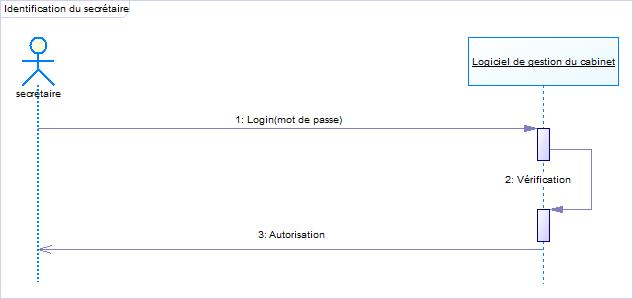 Identification du secrétaire
secrétaire
Logiciel de gestion du cabinet
1: Login(mot de passe)
2: Vérification
3: Autorisation